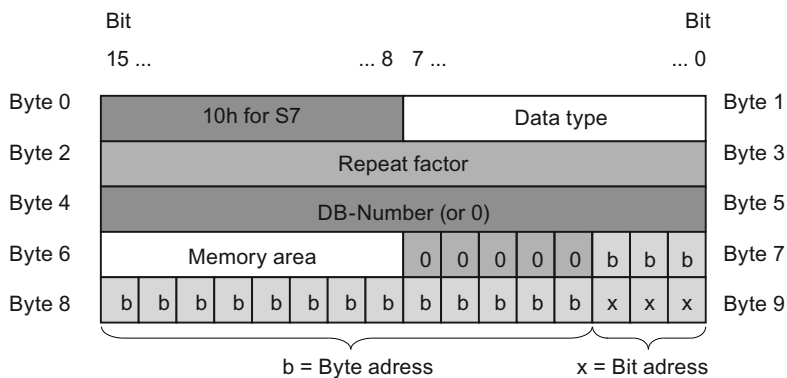 Bit Bit
15 ... ... 8 7 ... ... 0
Byte 0 10h for S7 Data type Byte 1
Byte 2 Repeat factor Byte 3
Byte 4 DB-Number (or 0) Byte 5
Byte 6 Memory area 0 0 0 0 0 b b b Byte 7
Byte 8 b b b b b b b b b b b b b x x x Byte 9
b = Byte adress x = Bit adress